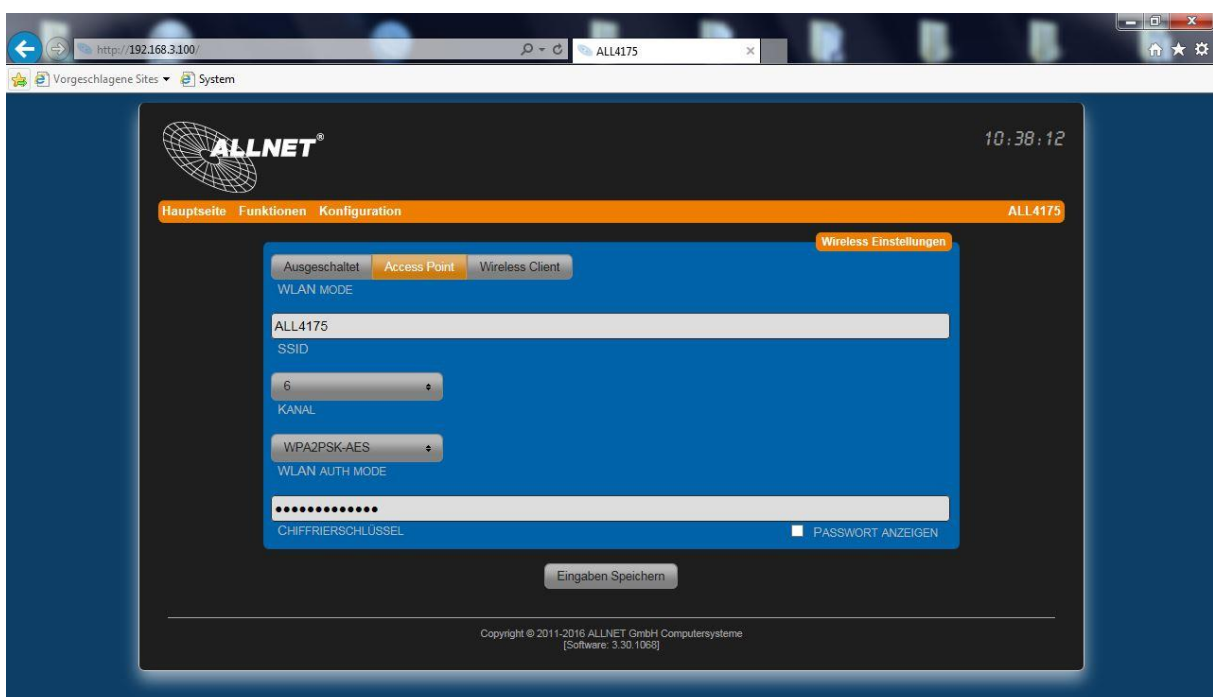 http://192.168.3.100/
ALL4175
Vorgeschlagene Sites
System
ALLNET®
10:38:12
Hauptseite Funktionen Konfiguration ALL4175
Wireless Einstellungen
Ausgeschaltet Access Point Wireless Client
WLAN MODE
ALL4175
SSID
6
KANAL
WPA2PSK-AES
WLAN AUTH MODE
•••••••••••••
CHIFFRIERSCHLÜSSEL
PASSWORT ANZEIGEN
Eingaben Speichern
Copyright © 2011-2016 ALLNET GmbH Computersysteme
[Software: 3.30.1068]